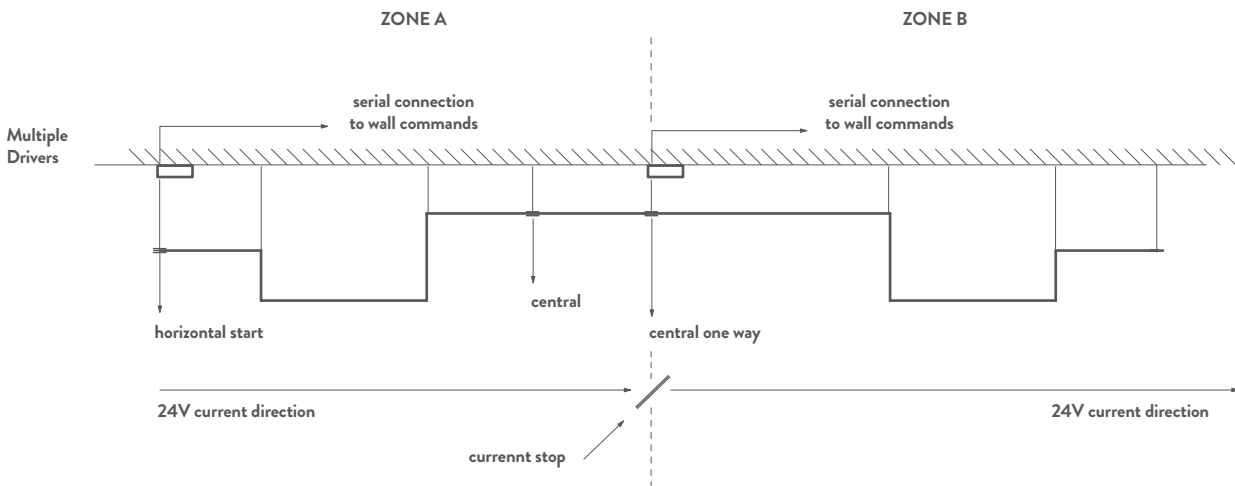 ZONE A
ZONE B
serial connection
to wall commands
serial connection
to wall commands
Multiple
Drivers
central
horizontal start
central one way
24V current direction
24V current direction
currennt stop